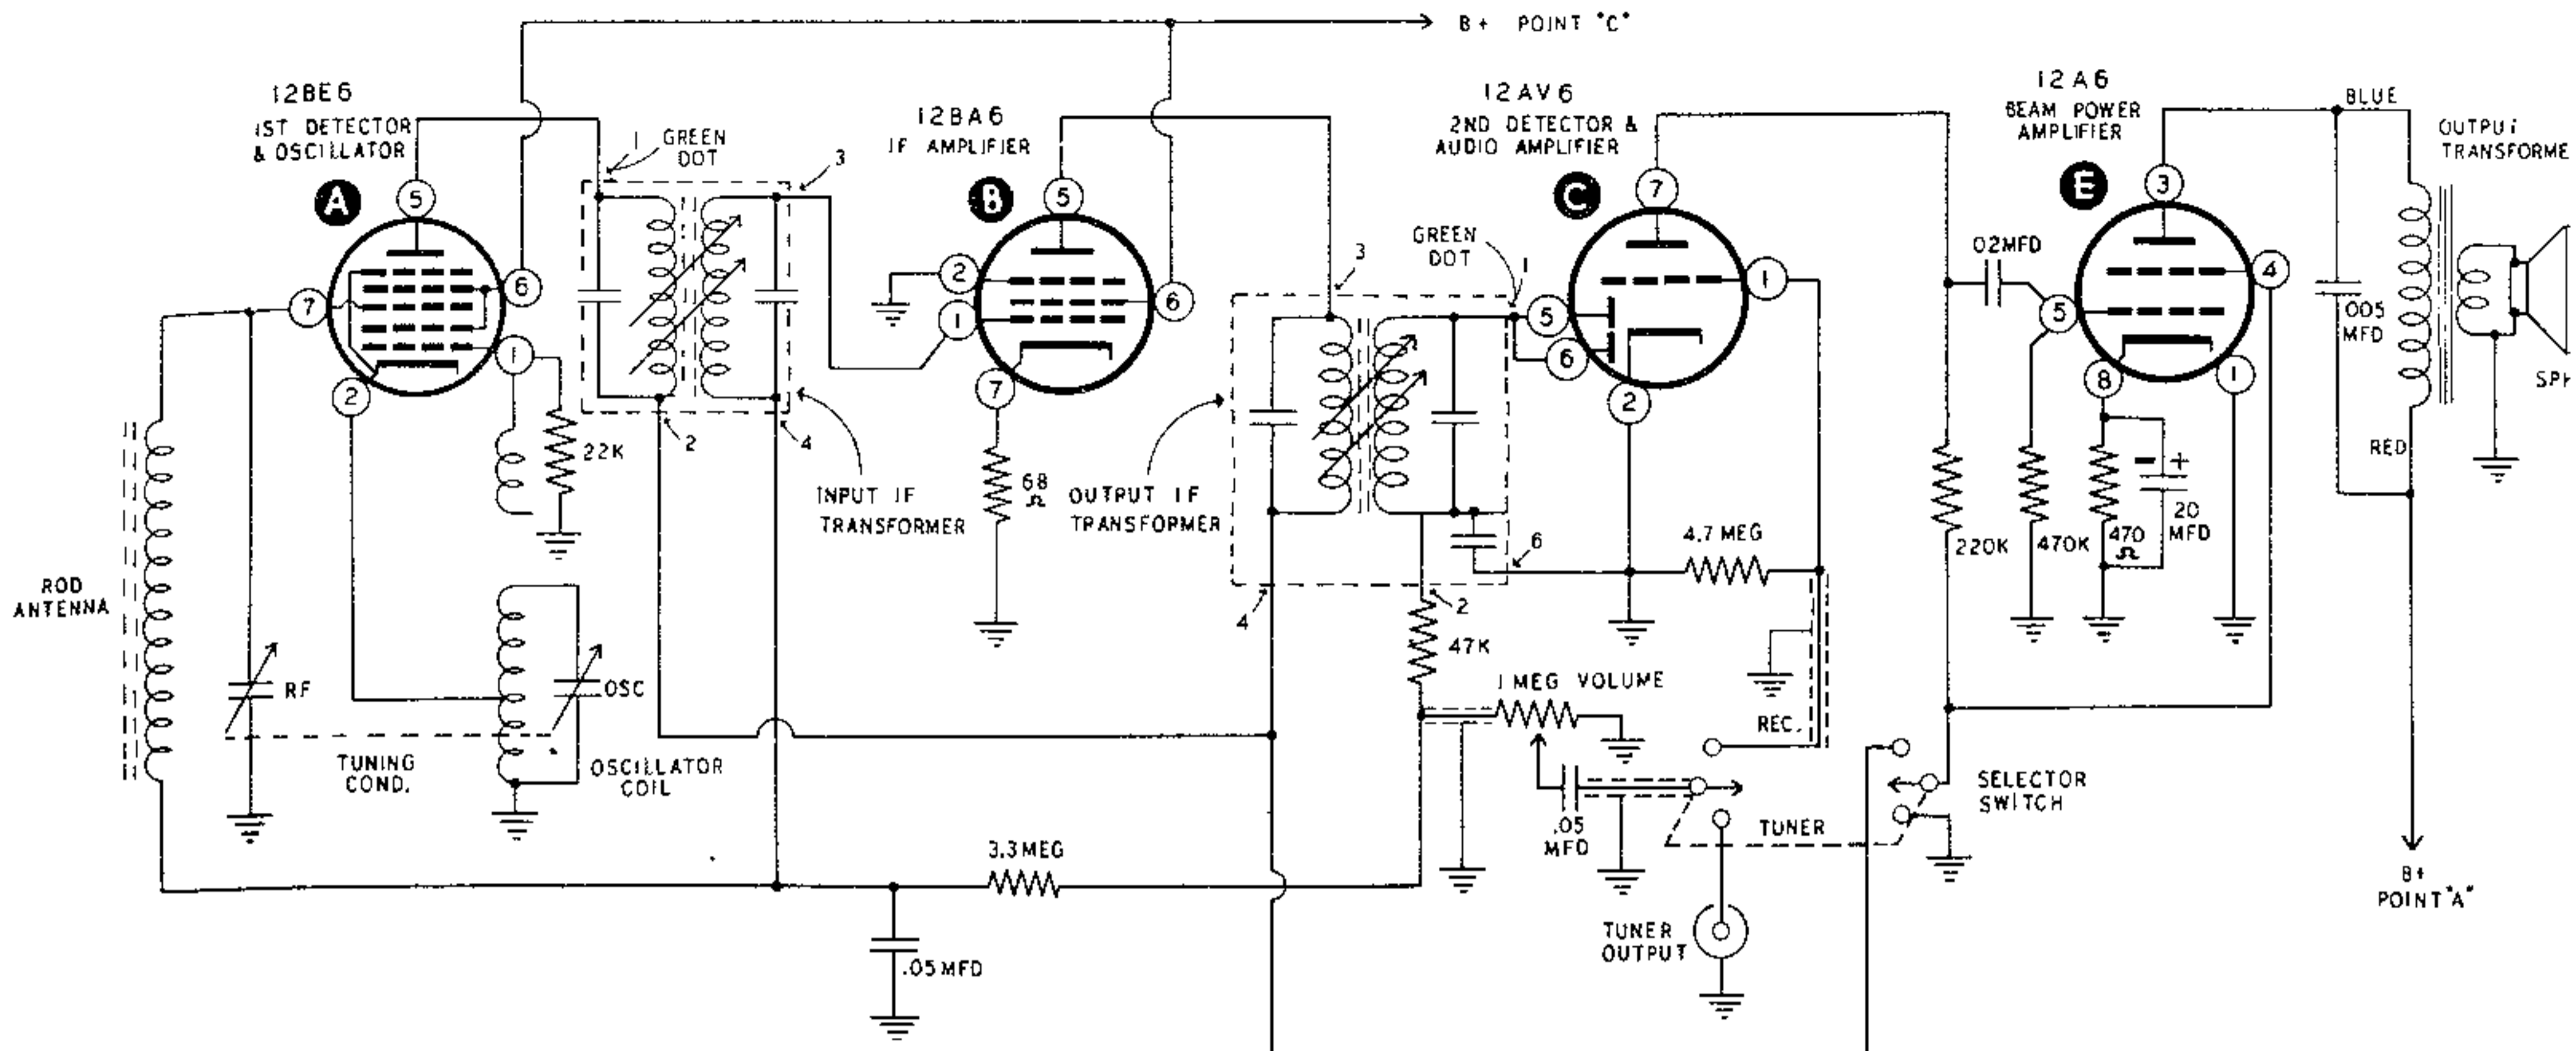 B+ POINT "C"
12BE6
1ST DETECTOR
& OSCILLATOR
A
5
7
6
1
2
22K
1
GREEN
DOT
3
2
4
INPUT IF
TRANSFORMER
12BA6
IF AMPLIFIER
B
5
2
1
6
7
68
Ω
OUTPUT IF
TRANSFORMER
GREEN
DOT
1
3
4
2
6
12AV6
2ND DETECTOR &
AUDIO AMPLIFIER
C
7
1
5
6
2
4.7 MEG
47K
1 MEG VOLUME
REC.
.05
MFD
TUNER
TUNER
OUTPUT
12A6
BEAM POWER
AMPLIFIER
E
3
4
5
8
1
.02MFD
220K
470K
470
Ω
- +
20
MFD
BLUE
OUTPUT
TRANSFORME
.005
MFD
RED
SPK
SELECTOR
SWITCH
B+
POINT "A"
ROD
ANTENNA
RF
OSC
TUNING
COND.
OSCILLATOR
COIL
3.3 MEG
.05 MFD